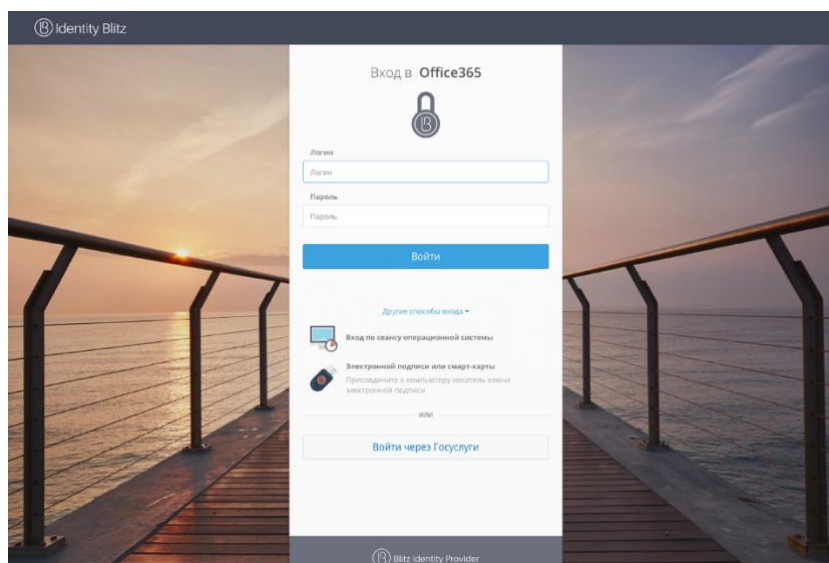 Identity Blitz
Вход в Office365
Логин
Логин
Пароль
Пароль
Войти
Другие способы входа
Вход по сеансу операционной системы
Электронной подписи или смарт-карты
Присоедините к компьютеру носитель ключа
электронной подписи
или
Войти через Госуслуги
Blitz Identity Provider